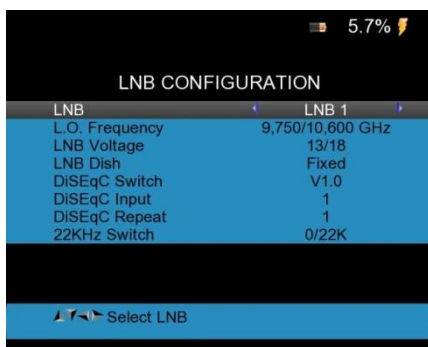 5.7%
LNB CONFIGURATION
LNB LNB 1
L.O. Frequency 9,750/10,600 GHz
LNB Voltage 13/18
LNB Dish Fixed
DiSEqC Switch V1.0
DiSEqC Input 1
DiSEqC Repeat 1
22KHz Switch 0/22K
Select LNB